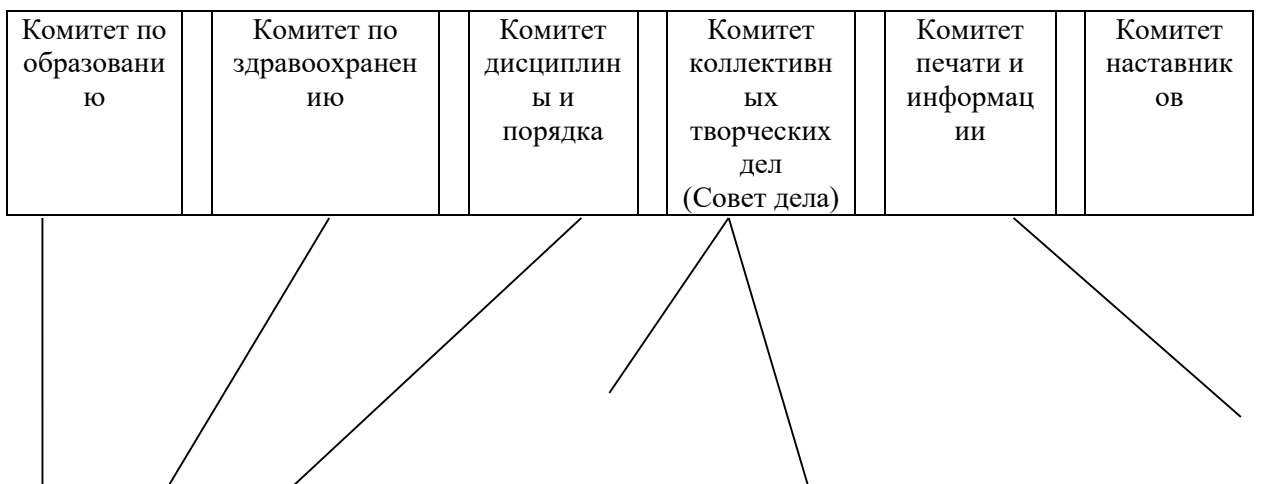 Комитет по
образовани
ю
Комитет по
здравоохранен
ию
Комитет
дисциплин
ы и
порядка
Комитет
коллективн
ых
творческих
дел
(Совет дела)
Комитет
печати и
информац
ии
Комитет
наставник
ов